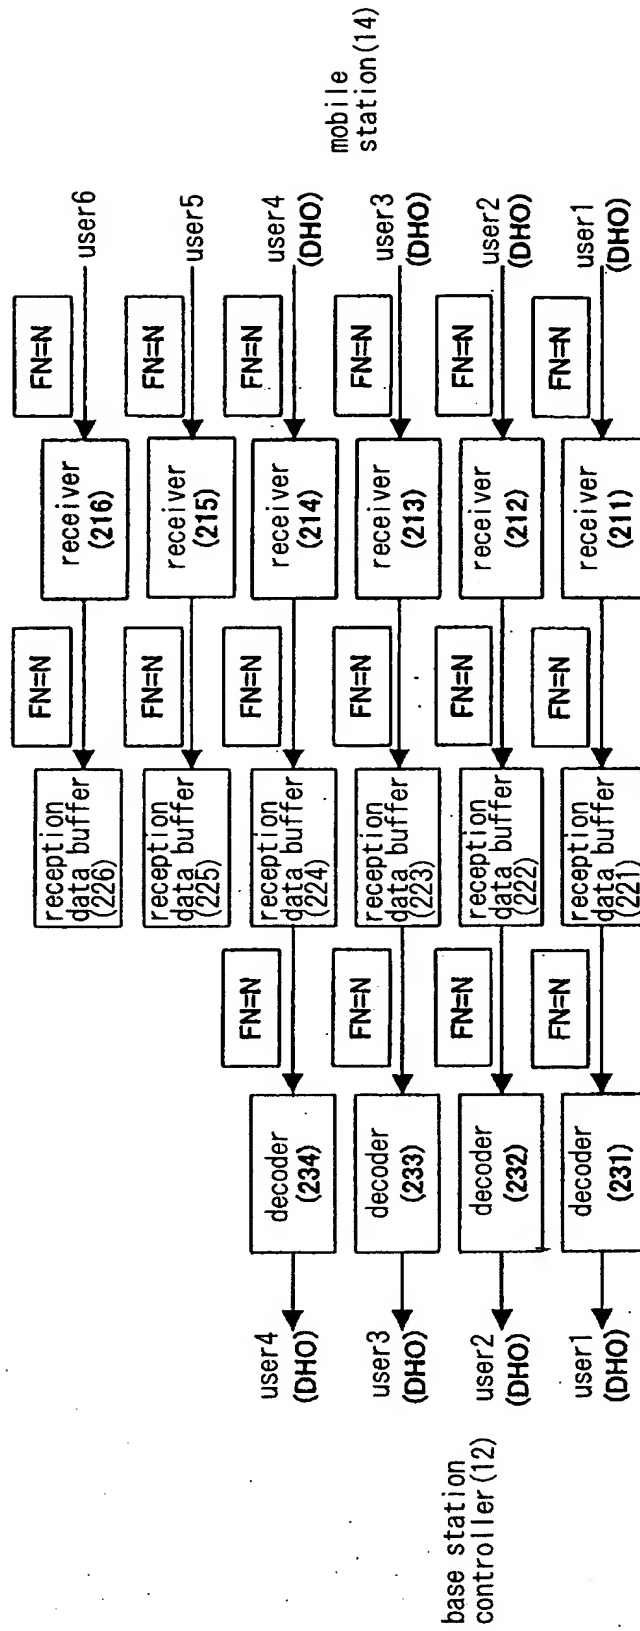 FN=N
FN=N
reception
data buffer
(226)
receiver
(216)
user6
FN=N
FN=N
reception
data buffer
(225)
receiver
(215)
user5
FN=N
FN=N
FN=N
user4
(DHO)
decoder
(234)
reception
data buffer
(224)
receiver
(214)
user4
(DHO)
mobile
station(14)
FN=N
FN=N
FN=N
user3
(DHO)
decoder
(233)
reception
data buffer
(223)
receiver
(213)
user3
(DHO)
FN=N
FN=N
FN=N
user2
(DHO)
decoder
(232)
reception
data buffer
(222)
receiver
(212)
user2
(DHO)
base station
controller(12)
FN=N
FN=N
FN=N
user1
(DHO)
decoder
(231)
reception
data buffer
(221)
receiver
(211)
user1
(DHO)